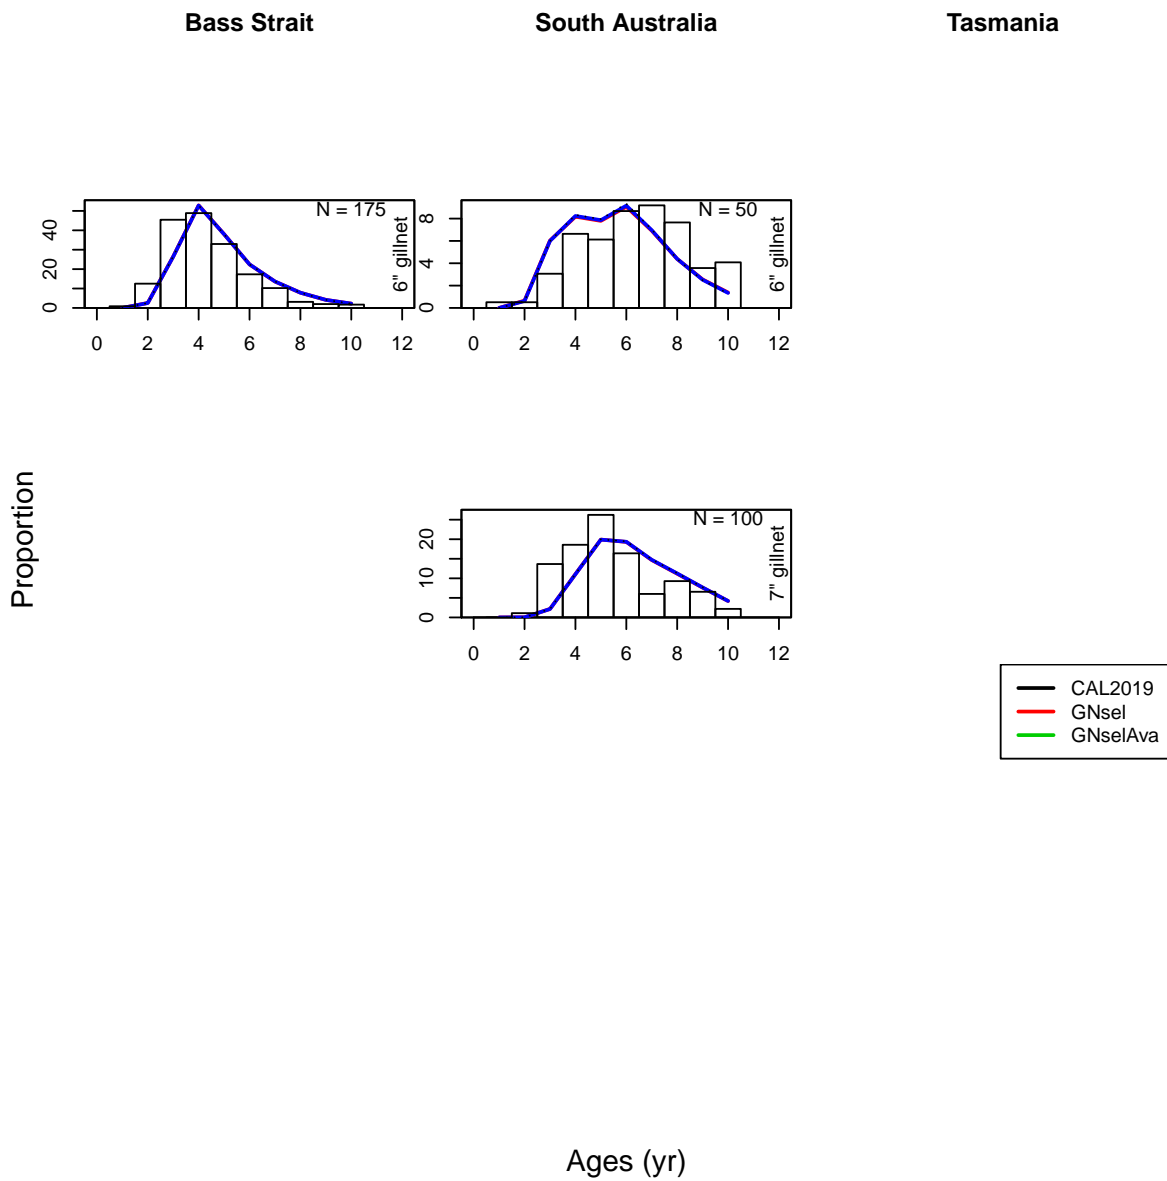 Bass Strait
South Australia
Tasmania
N = 175
6" gillnet
0 20 40
0 2 4 6 8 10 12
N = 50
6" gillnet
0 4 8
0 2 4 6 8 10 12
Proportion
N = 100
7" gillnet
0 10 20
0 2 4 6 8 10 12
CAL2019
GNsel
GNselAva
Ages (yr)